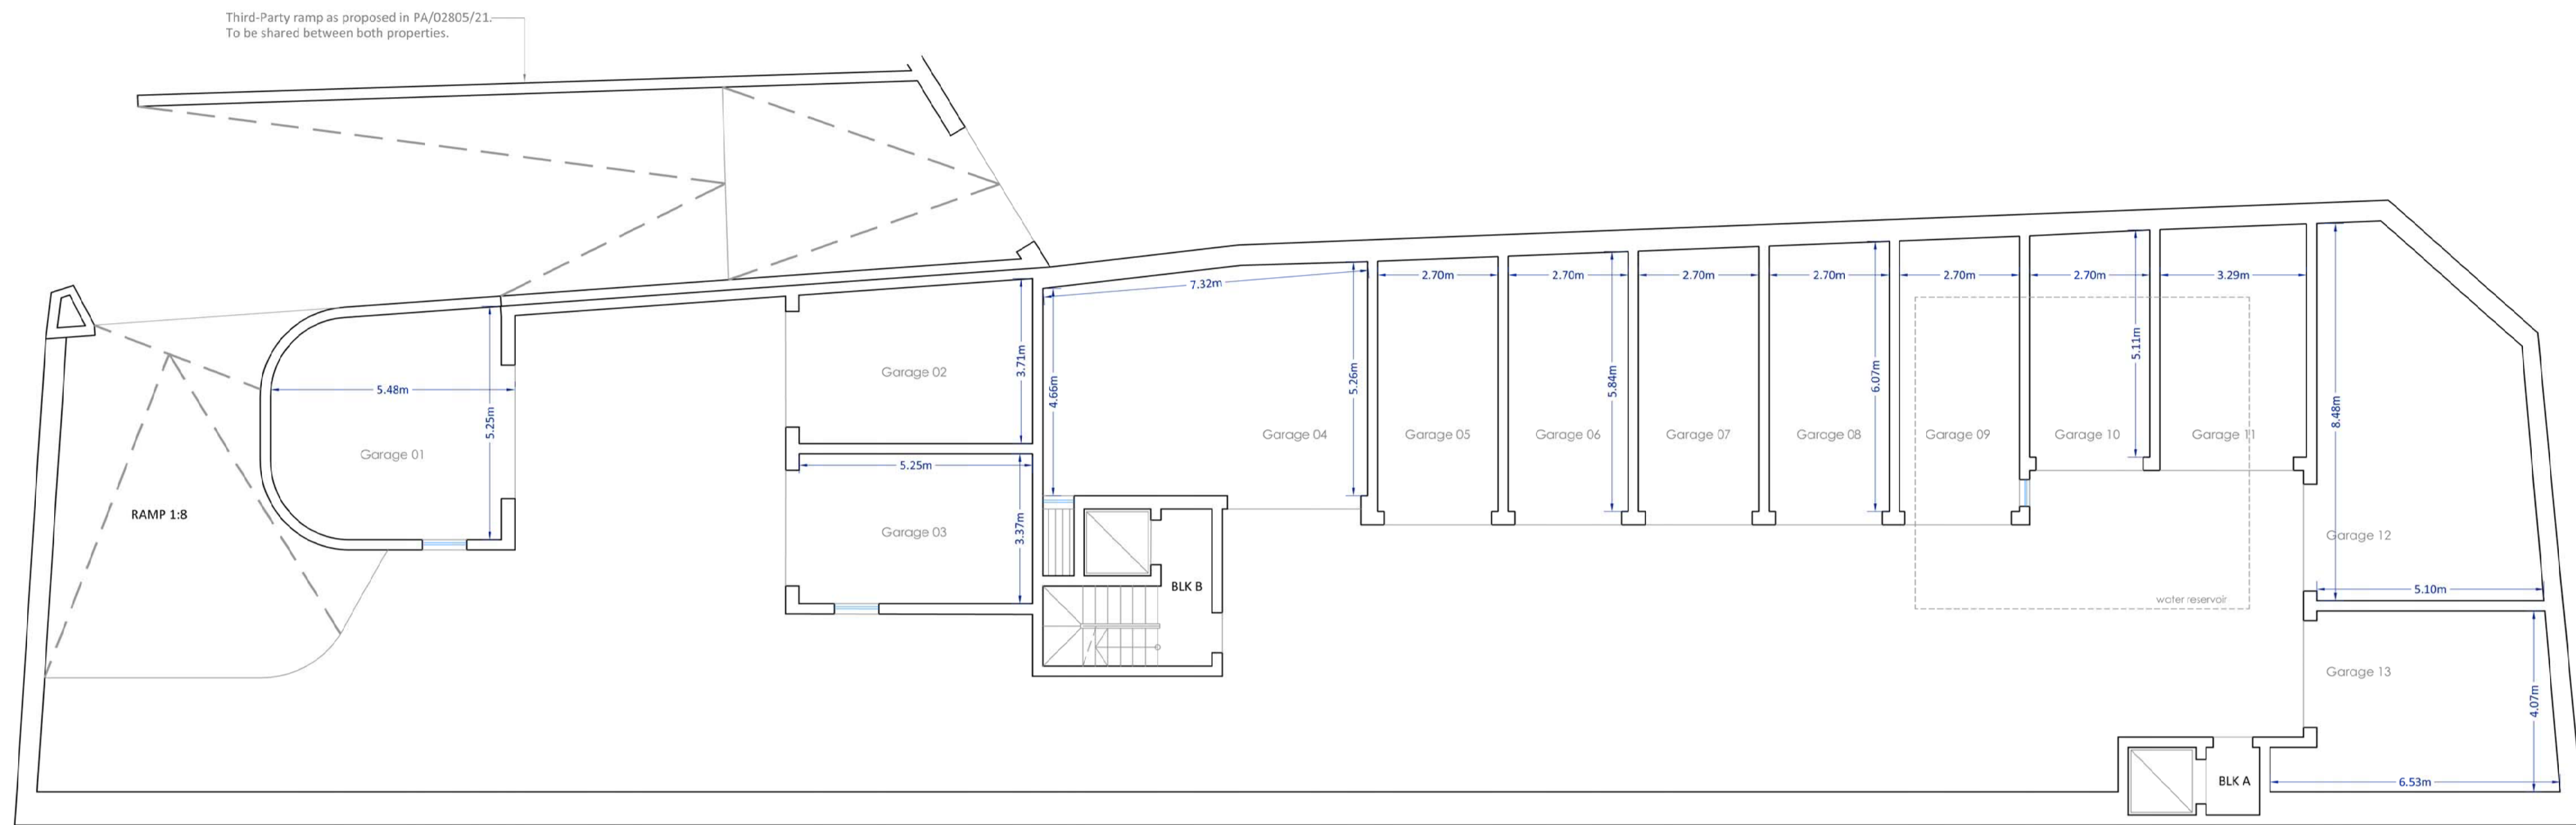 Third-Party ramp as proposed in PA/02805/21.
To be shared between both properties.
2.70m
2.70m
2.70m
2.70m
2.70m
2.70m
3.29m
7.32m
5.11m
3.71m
5.26m
5.84m
6.07m
4.66m
5.48m
5.25m
8.48m
Garage 02
Garage 01
Garage 04
Garage 05
Garage 06
Garage 07
Garage 08
Garage 09
Garage 10
Garage 11
5.25m
RAMP 1:8
Garage 03
3.37m
Garage 12
BLK B
5.10m
water reservoir
Garage 13
4.07m
BLK A
6.53m